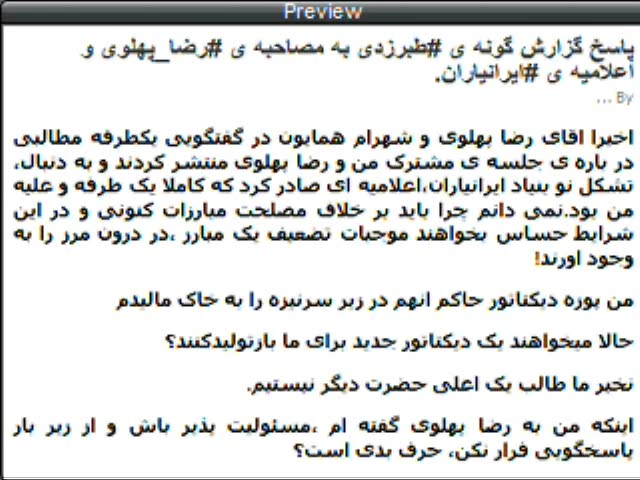 Preview
پاسخ گزارش گونه ی #طبرزدی به مصاحبه ی #رضا_پهلوی و
اعلامیه ی #ایرانیاران.
... By
اخیرا اقای رضا پهلوی و شهرام همایون در گفتگویی یکطرفه مطالبی
در باره ی جلسه ی مشترک من و رضا پهلوی منتشر کردند و به دنبال،
تشکل نو بنیاد ایرانیاران،اعلامیه ای صادر کرد که کاملا یک طرفه و علیه
من بود.نمی دانم چرا باید بر خلاف مصلحت مبارزات کنونی و در این
شرایط حساس بخواهند موجبات تضعیف یک مبارز ،در درون مرز را به
وجود اورند!
من پوزه دیکتاتور حاکم انهم در زیر سرنیزه را به خاک مالیدم
حالا میخواهند یک دیکتاتور جدید برای ما بازتولیدکنند؟
نخیر ما طالب یک اعلی حضرت دیگر نیستیم.
اینکه من به رضا پهلوی گفته ام ،مسئولیت پذیر باش و از زیر بار
پاسخگویی فرار نکن، حرف بدی است؟